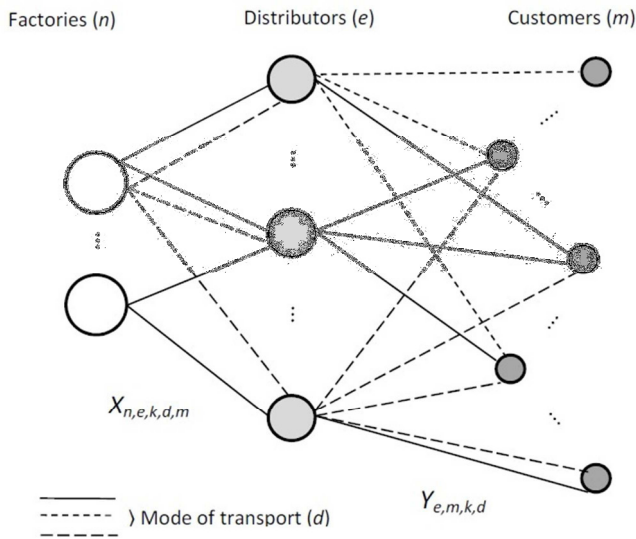 Factories (n)
Distributors (e)
Customers (m)
X_{n,e,k,d,m}
Y_{e,m,k,d}
⟩ Mode of transport (d)